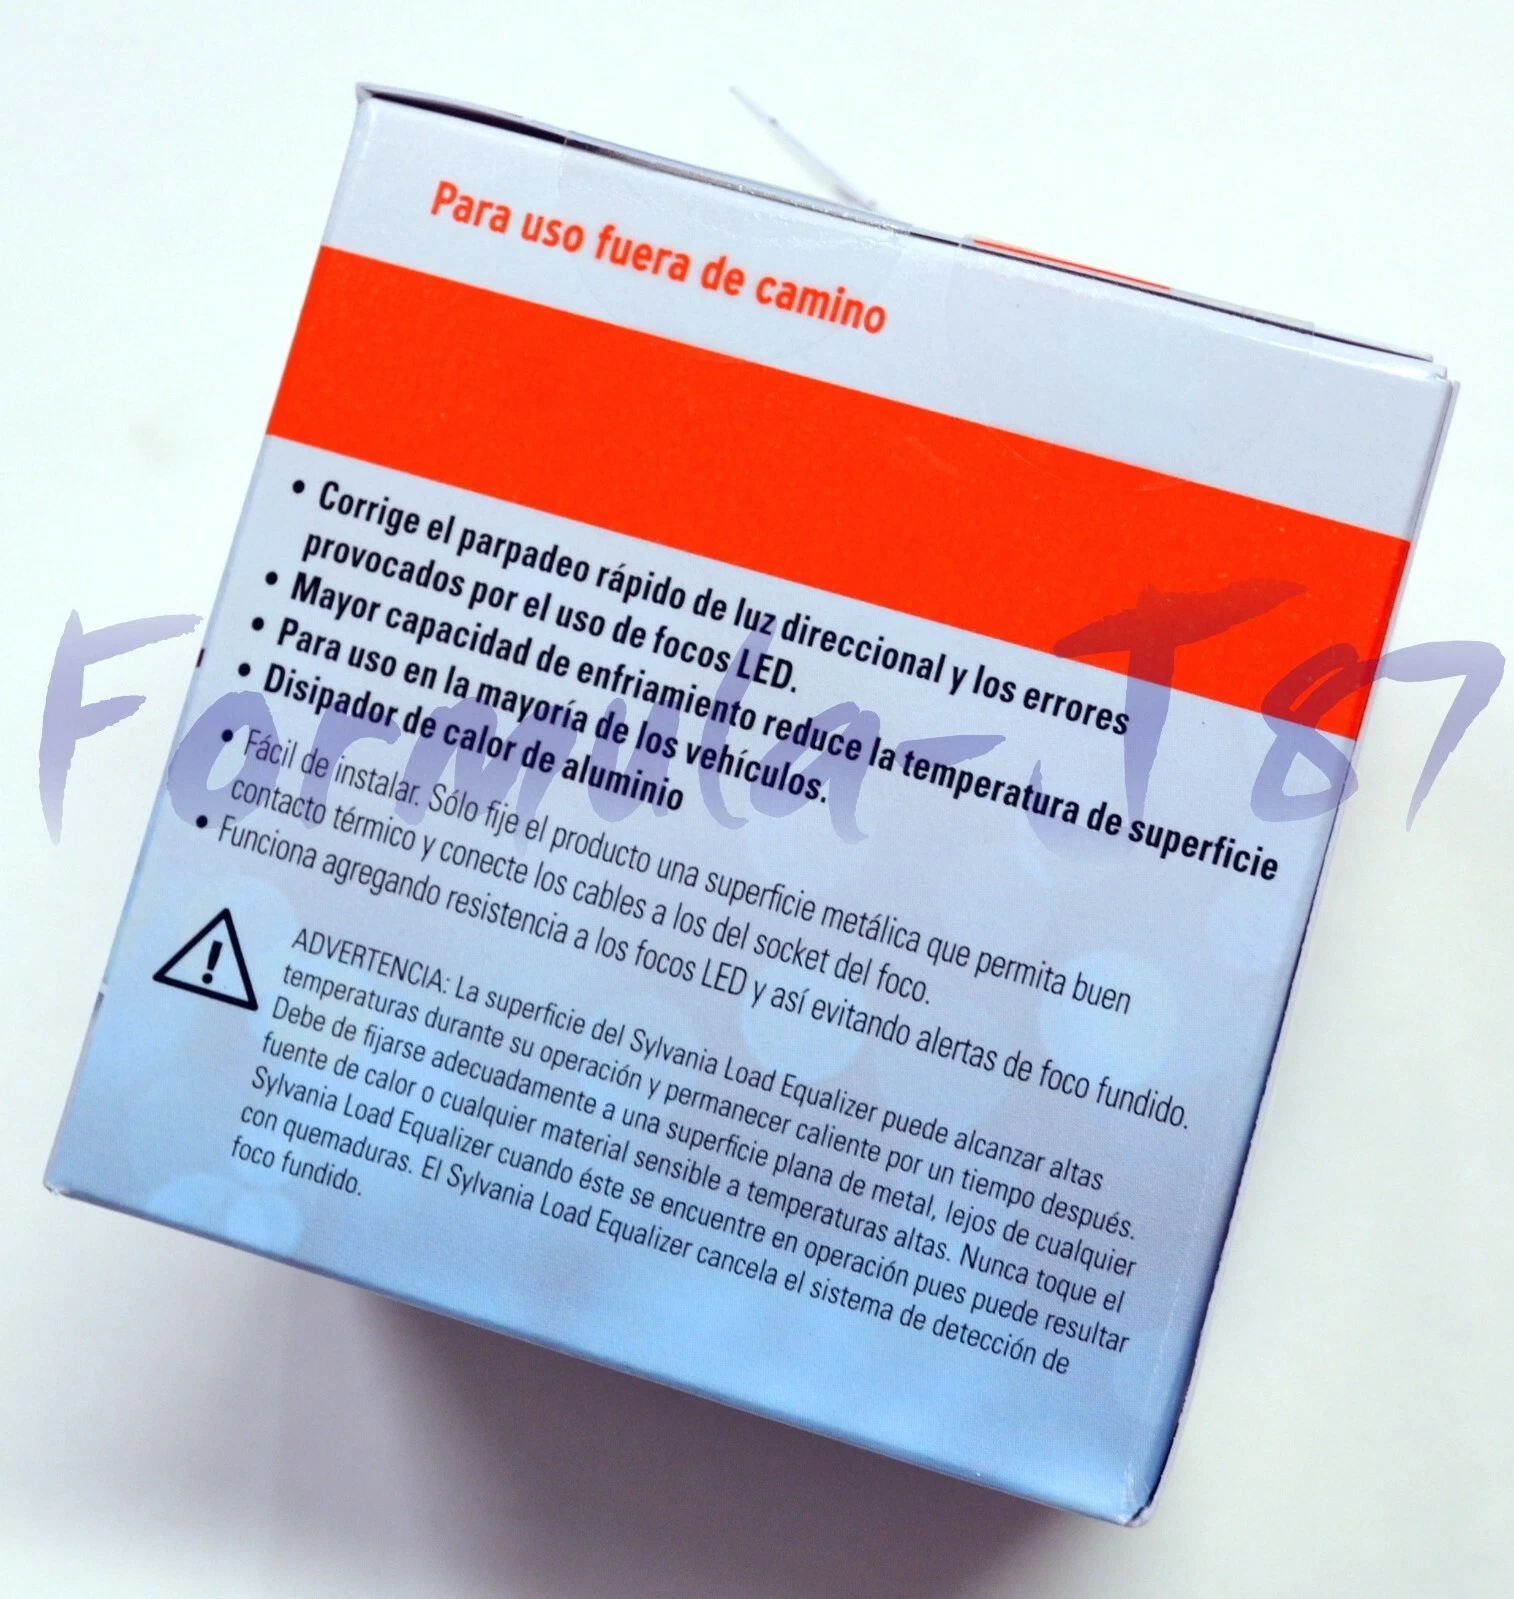 Para uso fuera de camino
• Corrige el parpadeo rápido de luz direccional y los errores
provocados por el uso de focos LED.
• Mayor capacidad de enfriamiento reduce la temperatura de superficie
• Para uso en la mayoría de los vehículos.
• Disipador de calor de aluminio
• Fácil de instalar. Sólo fije el producto una superficie metálica que permita buen
contacto térmico y conecte los cables a los del socket del foco.
• Funciona agregando resistencia a los focos LED y así evitando alertas de foco fundido.
ADVERTENCIA: La superficie del Sylvania Load Equalizer puede alcanzar altas
temperaturas durante su operación y permanecer caliente por un tiempo después.
Debe de fijarse adecuadamente a una superficie plana de metal, lejos de cualquier
fuente de calor o cualquier material sensible a temperaturas altas. Nunca toque el
Sylvania Load Equalizer cuando éste se encuentre en operación pues puede resultar
con quemaduras. El Sylvania Load Equalizer cancela el sistema de detección de
foco fundido.
Formula-T87